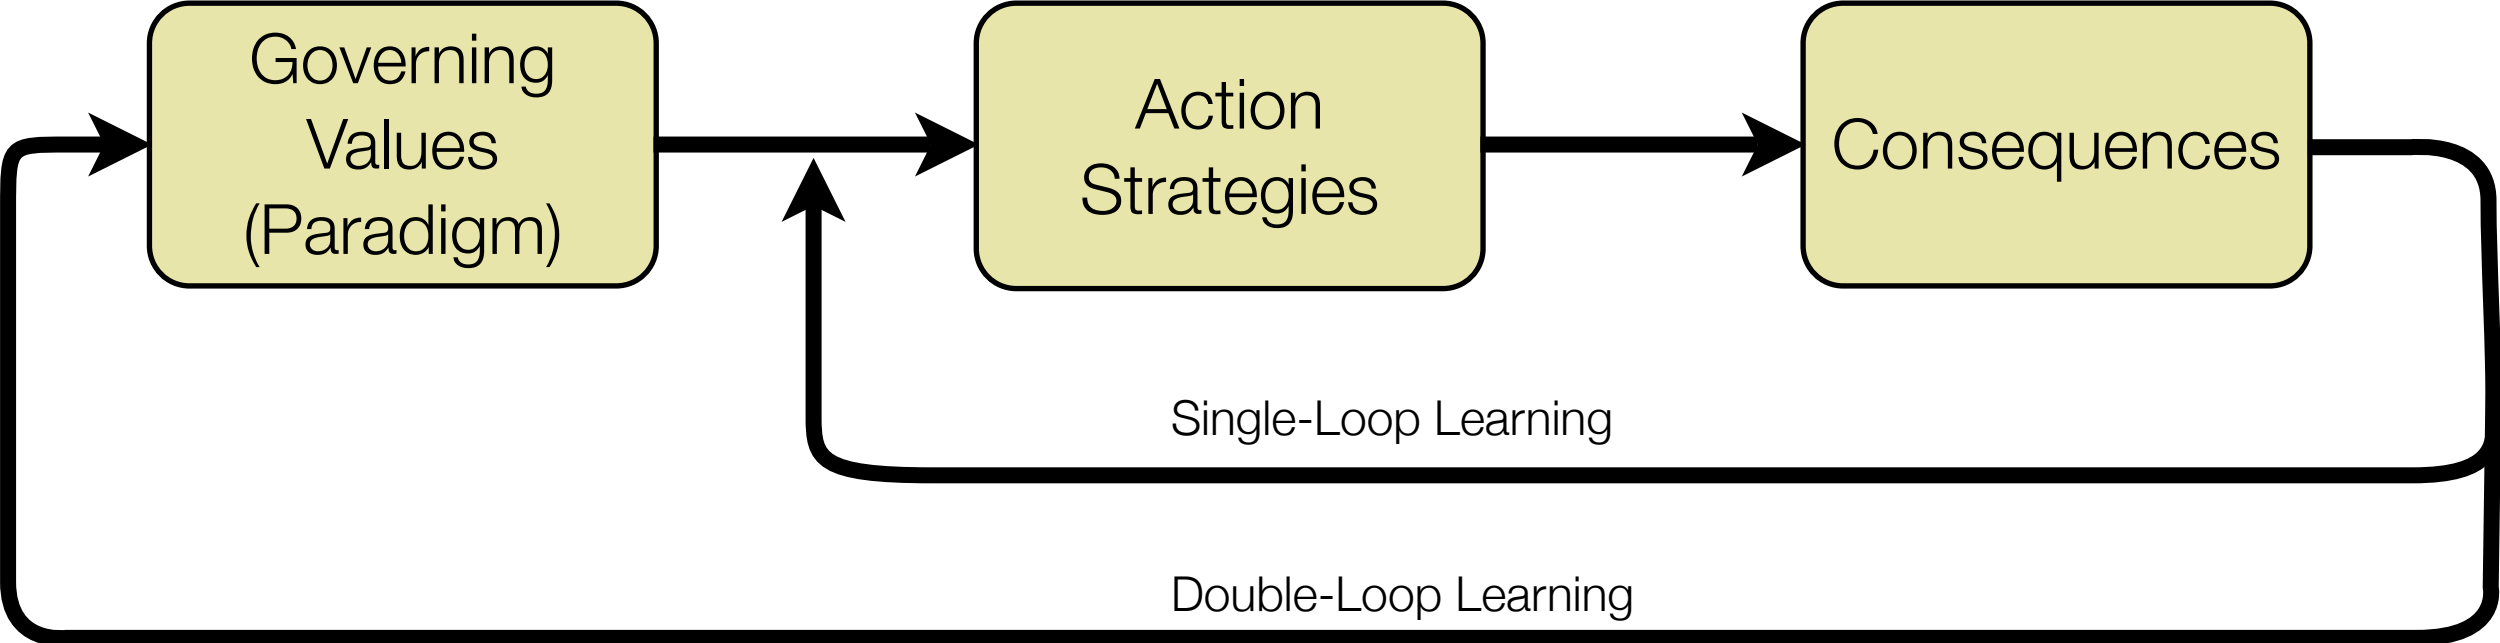 Governing
Values
(Paradigm)
Action
Strategies
Consequences
Single-Loop Learning
Double-Loop Learning